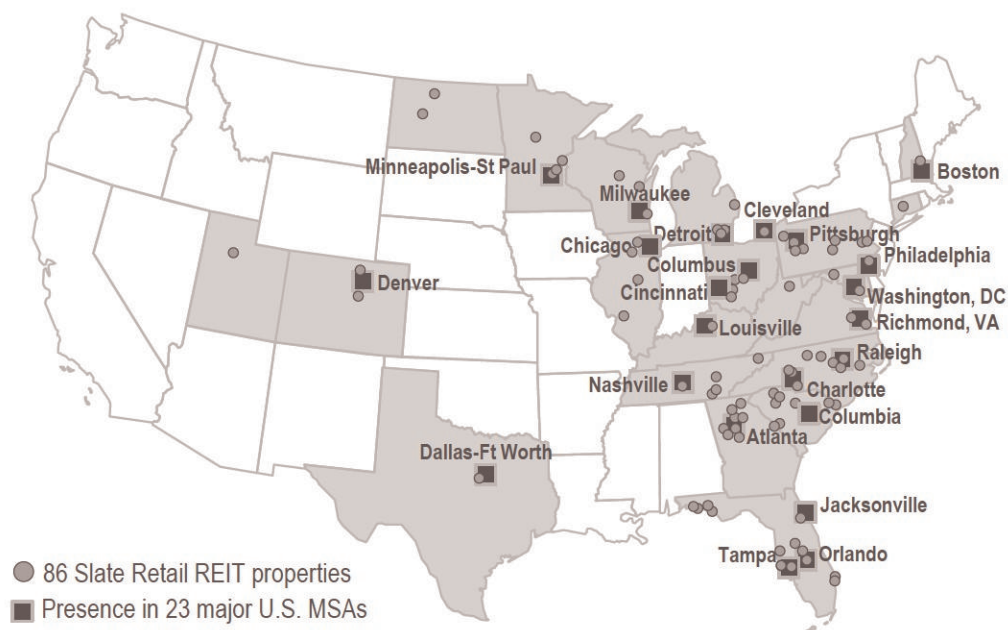 Minneapolis-St Paul
Boston
Milwaukee
Cleveland
Detroit
Pittsburgh
Chicago
Columbus
Philadelphia
Denver
Cincinnati
Washington, DC
Louisville
Richmond, VA
Raleigh
Nashville
Charlotte
Columbia
Atlanta
Dallas-Ft Worth
Jacksonville
Tampa
Orlando
86 Slate Retail REIT properties
Presence in 23 major U.S. MSAs